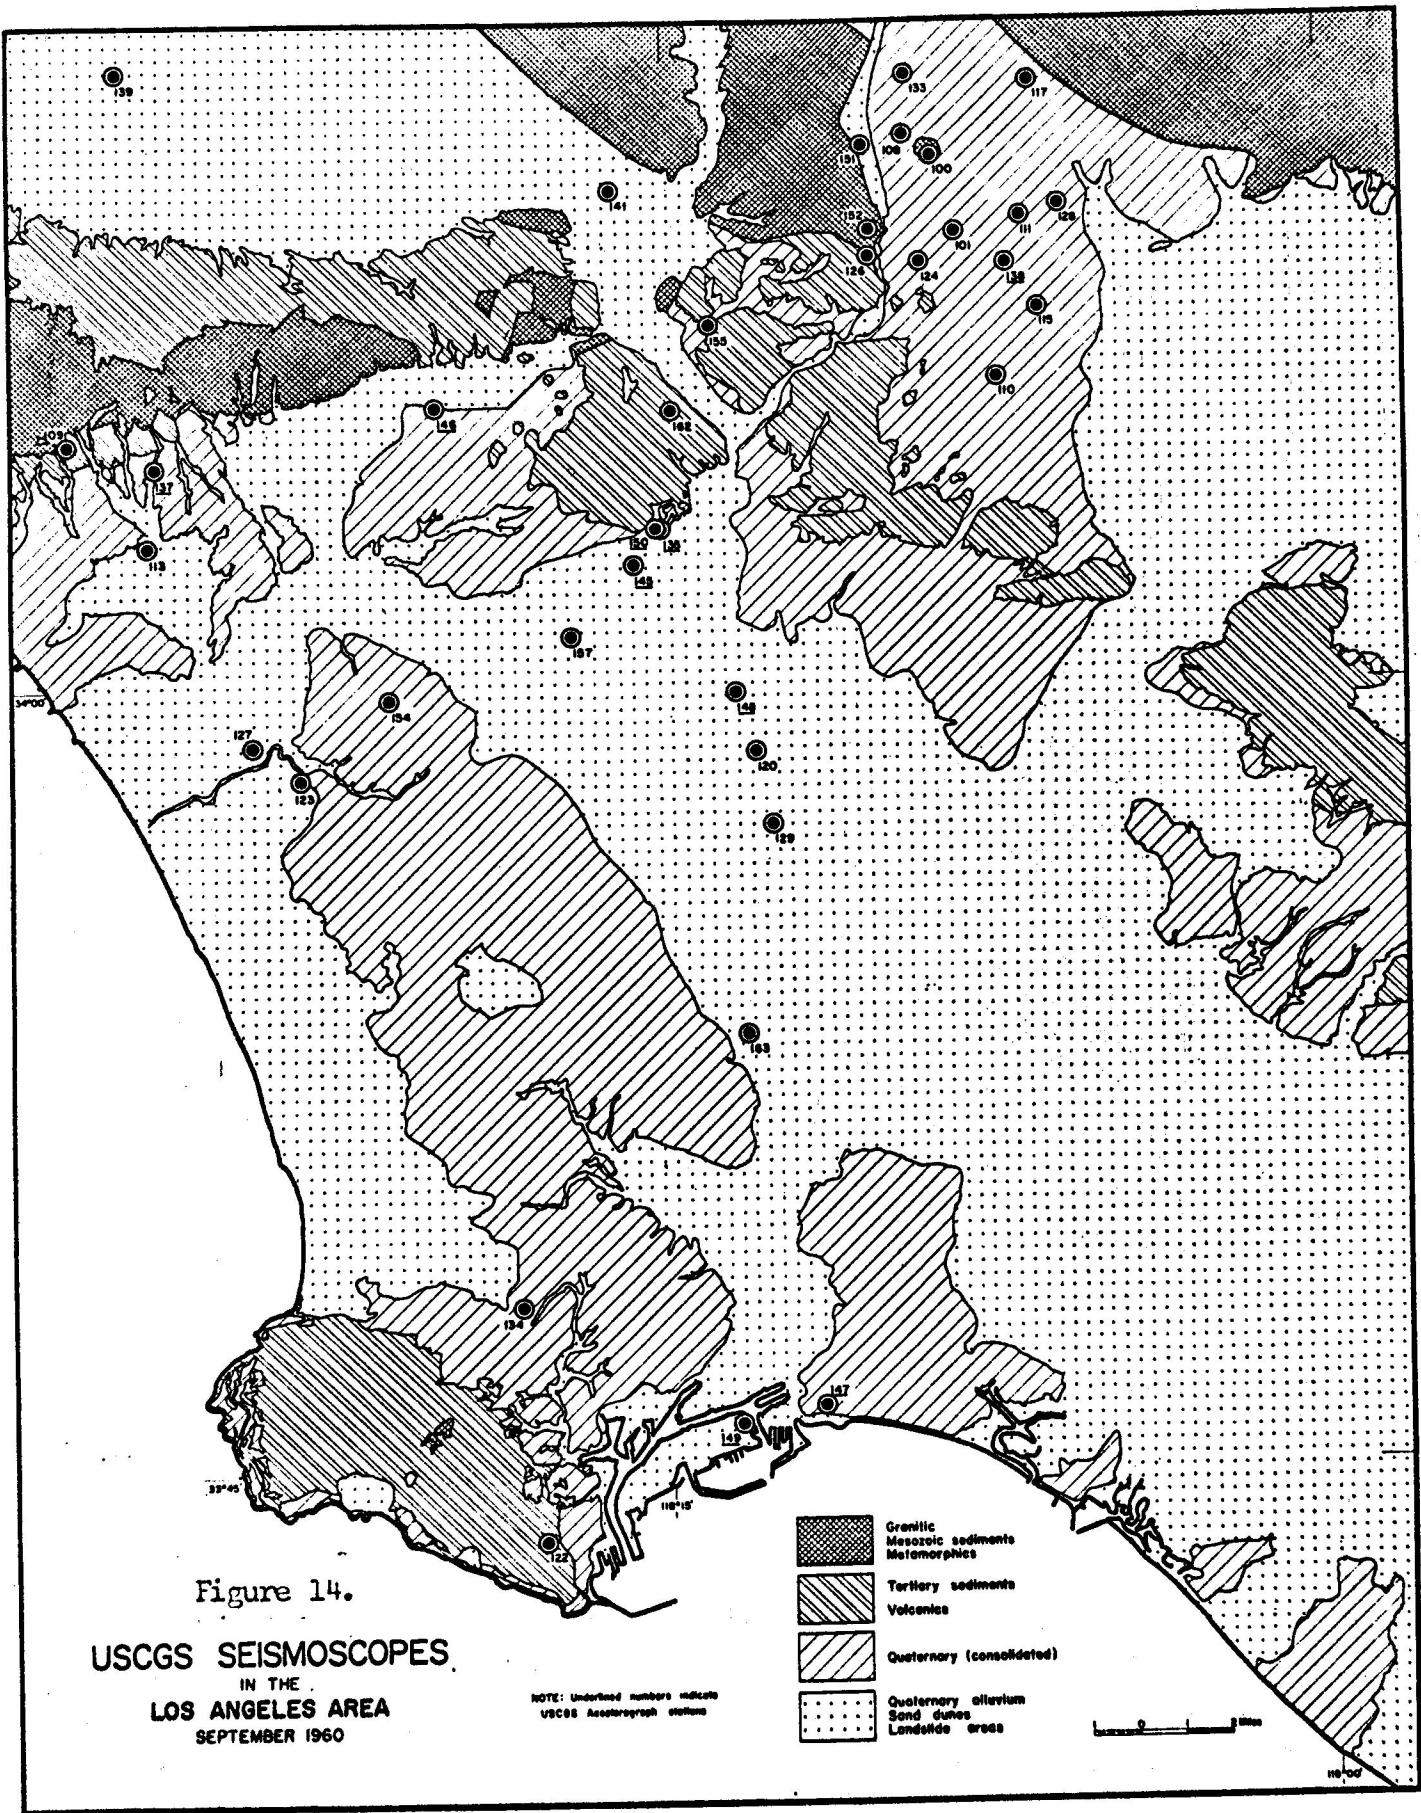 139
133
117
108
100
151
141
152
111
128
101
126
124
138
115
155
110
146
162
137
150
113
145
157
34°00'
148
154
127
120
123
129
163
134
147
149
33°45'
118°15'
122
Granitic
Mesozoic sediments
Metamorphics
Tertiary sediments
Volcanics
Quaternary (consolidated)
Quaternary alluvium
Sand dunes
Landslide areas
Figure 14.
USCGS SEISMOSCOPES
IN THE
LOS ANGELES AREA
SEPTEMBER 1960
NOTE: Underlined numbers indicate
USCGS Accelerograph stations
0
Miles
118°00'